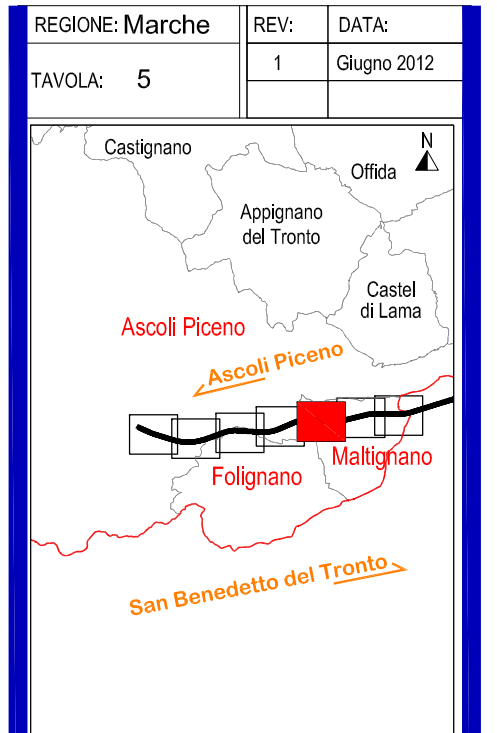 REGIONE: Marche
REV:
DATA:
TAVOLA: 5
1
Giugno 2012
Castignano
N
Offida
Appignano
del Tronto
Castel
di Lama
Ascoli Piceno
Ascoli Piceno
Maltignano
Folignano
San Benedetto del Tronto